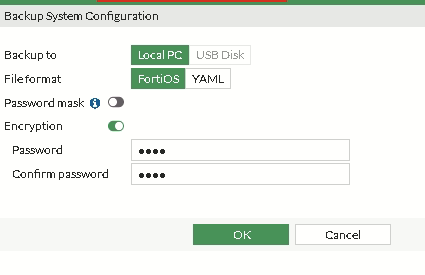 Backup System Configuration
Backup to Local PC USB Disk
File format FortiOS YAML
Password mask
Encryption
Password ••••
Confirm password ••••
OK Cancel